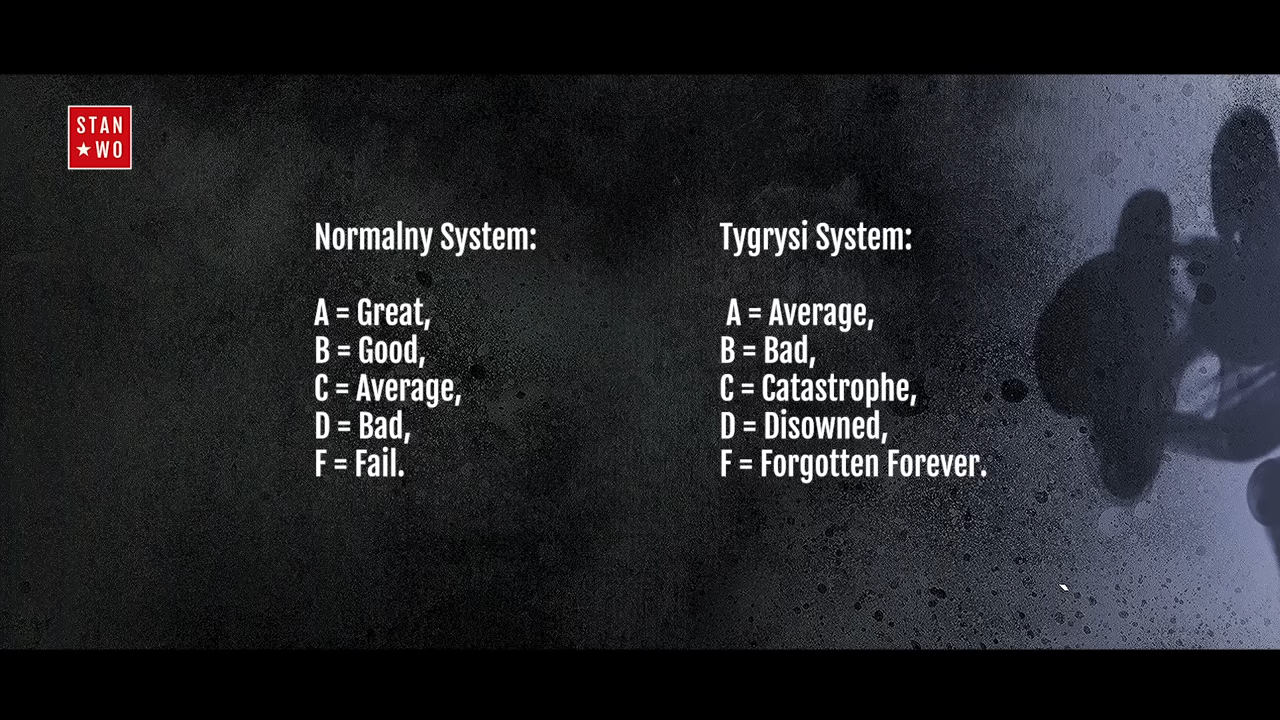 STAN
★WO
Normalny System:
A = Great,
B = Good,
C = Average,
D = Bad,
F = Fail.
Tygrysi System:
A = Average,
B = Bad,
C = Catastrophe,
D = Disowned,
F = Forgotten Forever.